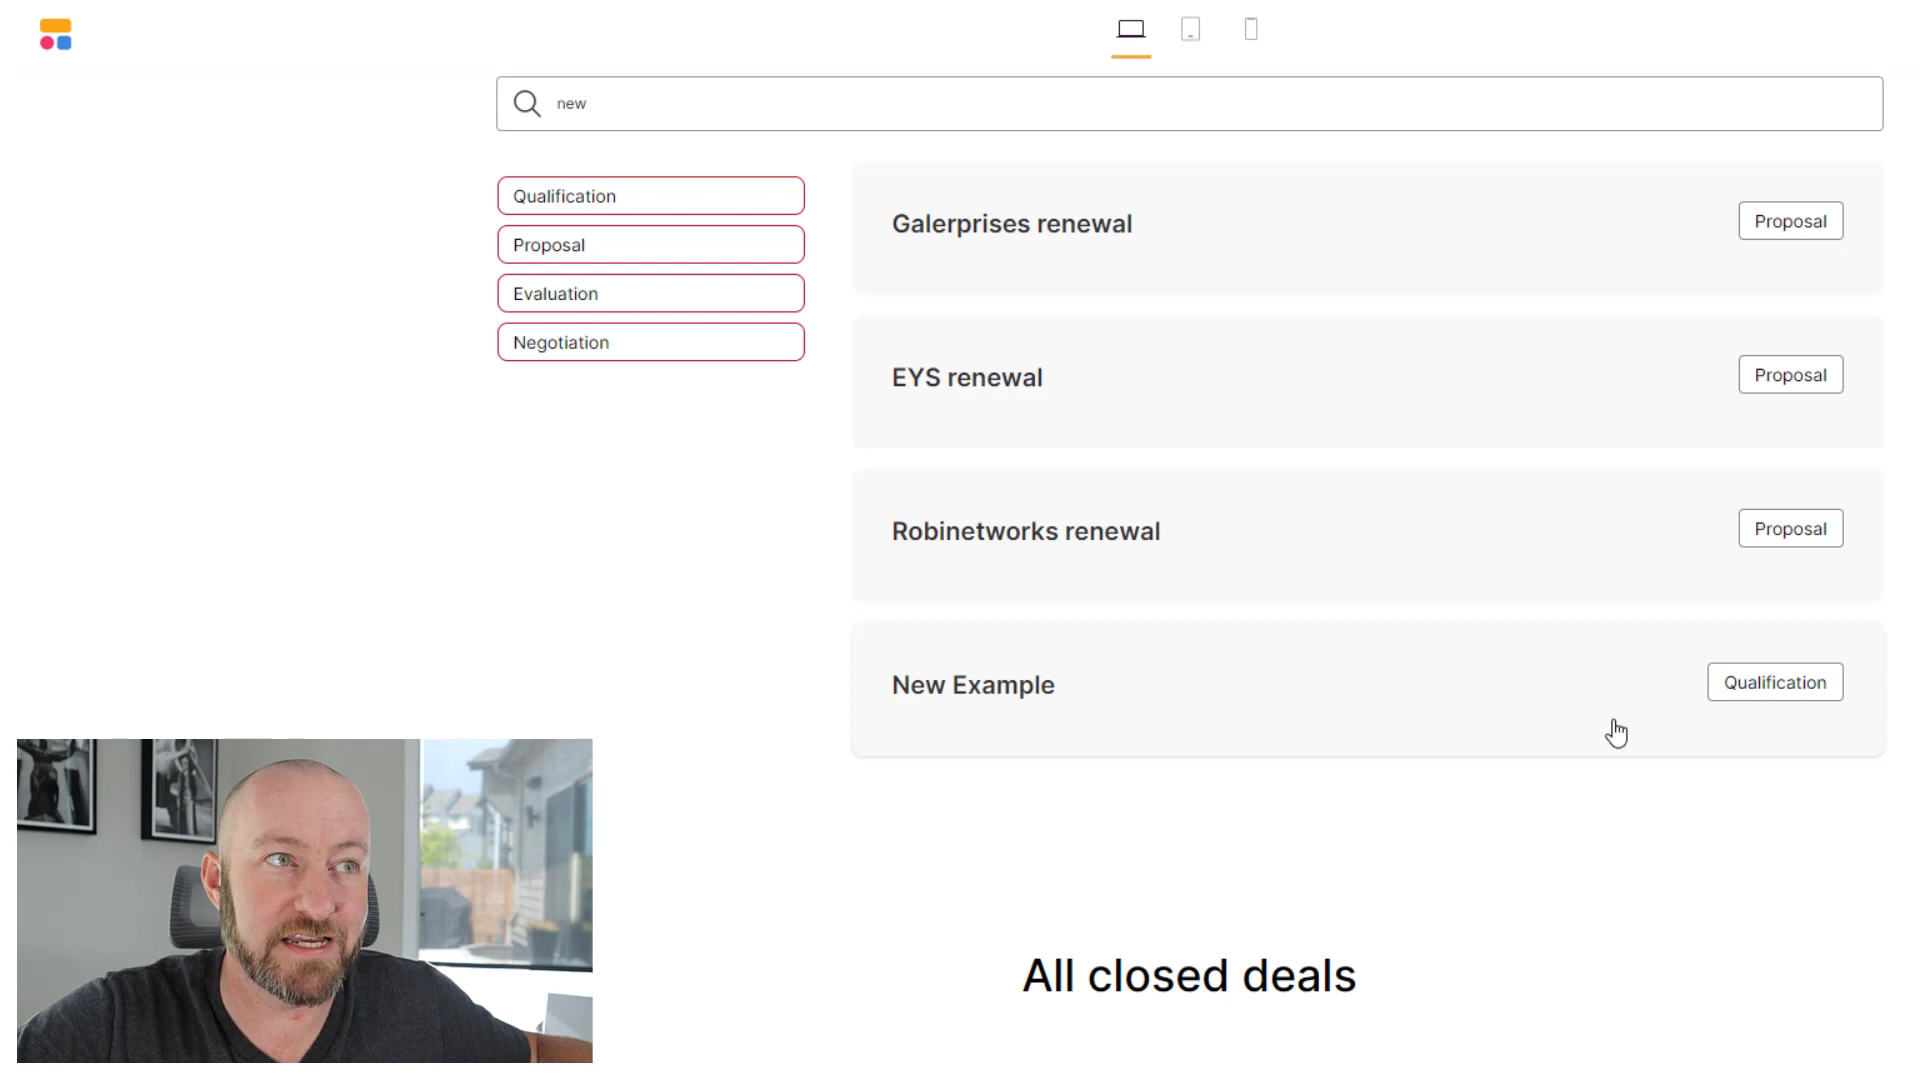 new
Qualification
Proposal
Evaluation
Negotiation
Galerprises renewal
Proposal
EYS renewal
Proposal
Robinetworks renewal
Proposal
New Example
Qualification
All closed deals